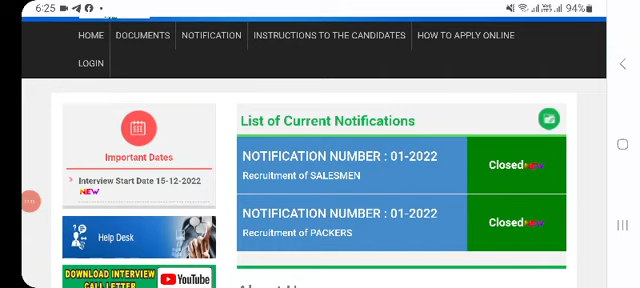 6:25
94%
HOME DOCUMENTS NOTIFICATION INSTRUCTIONS TO THE CANDIDATES HOW TO APPLY ONLINE
LOGIN
Important Dates
Interview Start Date 15-12-2022
NEW
Help Desk
DOWNLOAD INTERVIEW
CALL LETTER
YouTube
List of Current Notifications
NOTIFICATION NUMBER : 01-2022
Recruitment of SALESMEN
Closed
NOTIFICATION NUMBER : 01-2022
Recruitment of PACKERS
Closed